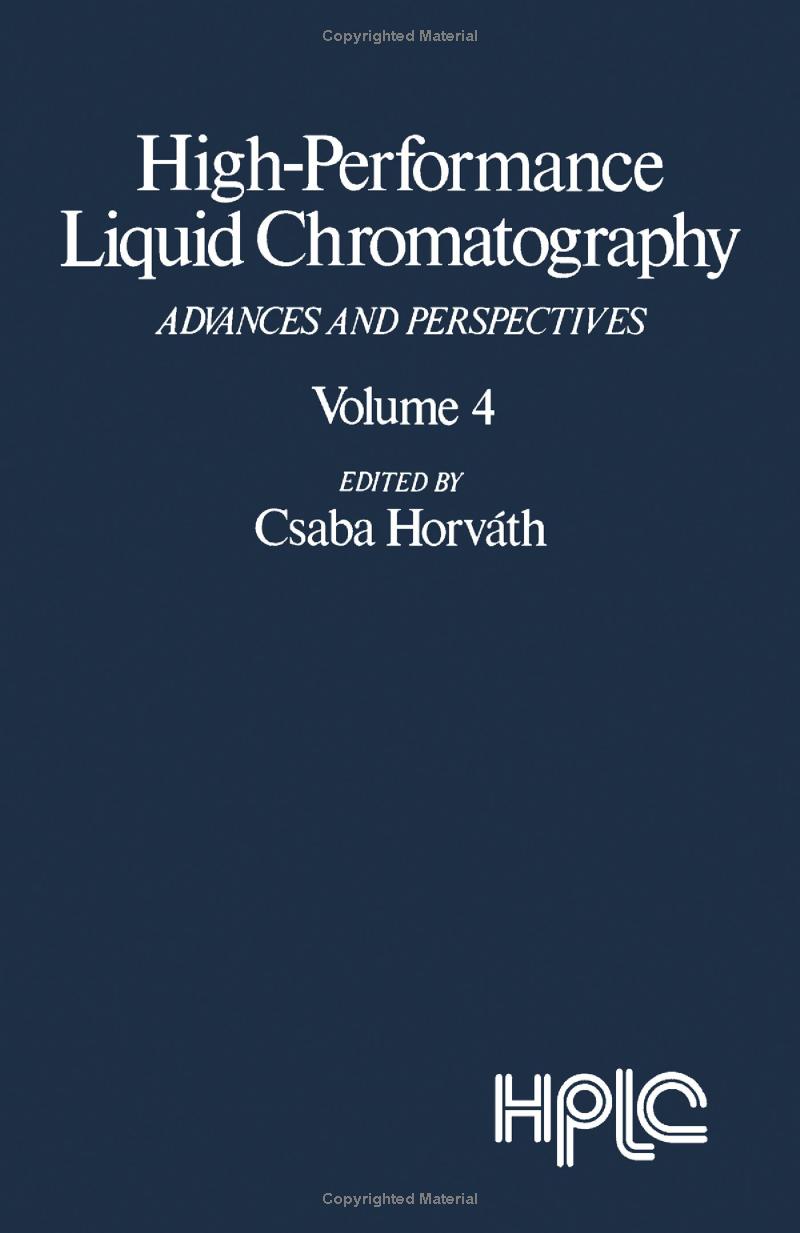 Copyrighted Material
High-Performance
Liquid Chromatography
ADVANCES AND PERSPECTIVES
Volume 4
EDITED BY
Csaba Horváth
HPLC
Copyrighted Material